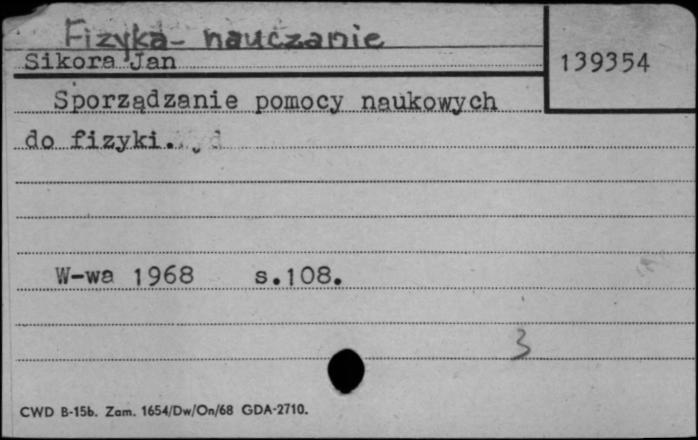 Fizyka- nauczanie
Sikora Jan
139354
Sporządzanie pomocy naukowych
do fizyki.
W-wa 1968 s.108.
3
CWD B-15b. Zam. 1654/Dw/On/68 GDA-2710.